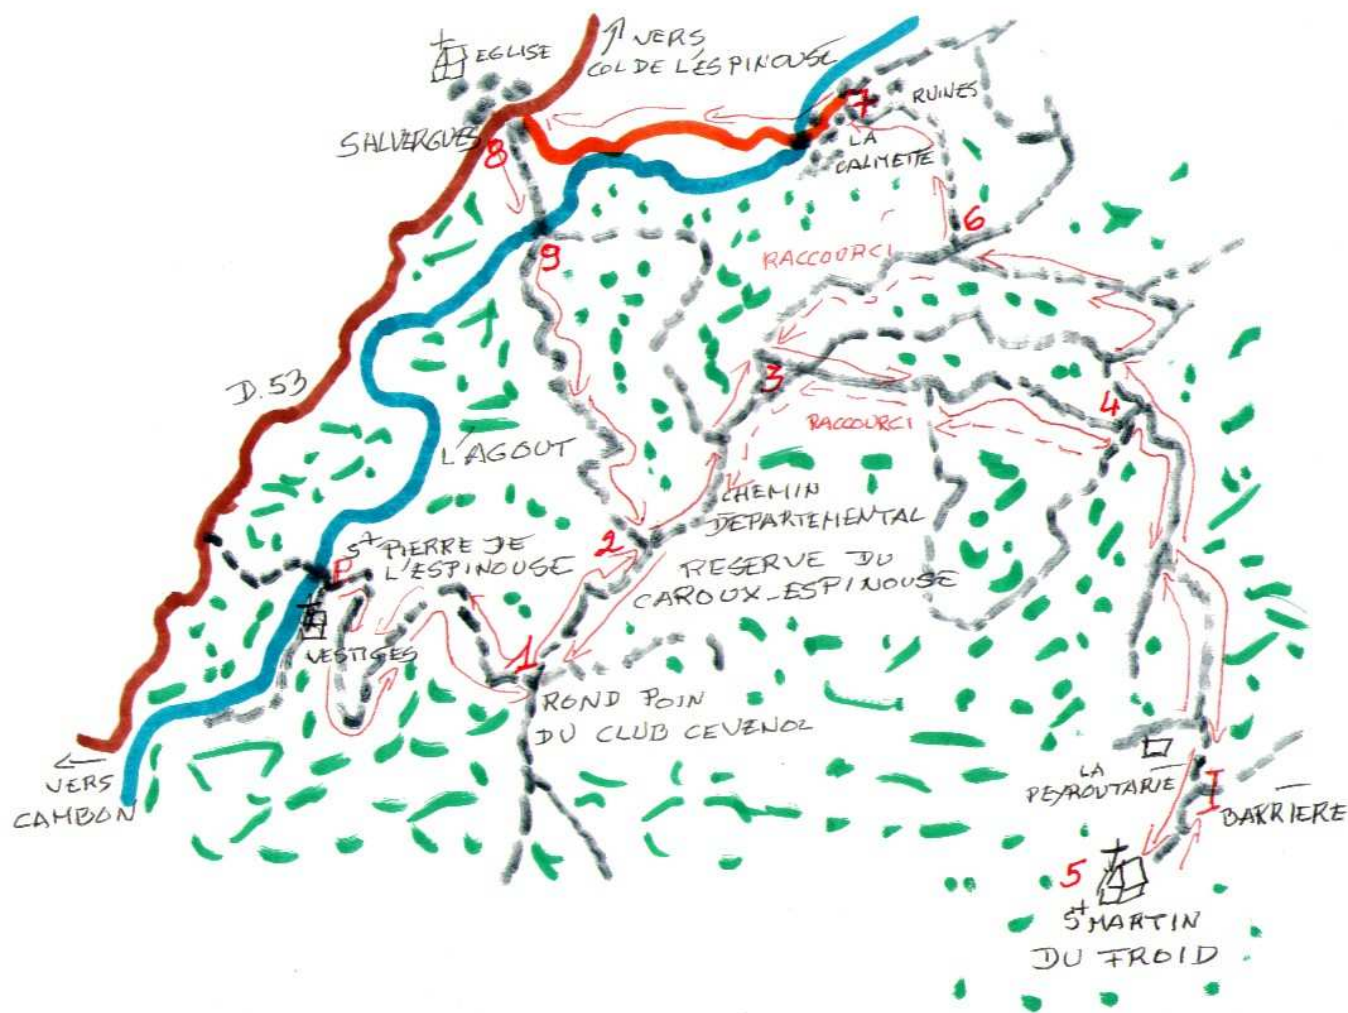 EGLISE
VERS
COL DE L'ESPINOUSE
SALVERGUES
8
7
RUINES
LA
CALMETTE
6
9
RACCOURCI
3
D.53
4
RACCOURCI
L'AGOUT
CHEMIN
DEPARTEMENTAL
2
P
St PIERRE DE
L'ESPINOUSE
RESERVE DU
CAROUX-ESPINOUSE
VESTIGES
1
ROND POIN
DU CLUB CEVENOL
VERS
CAMBON
LA
PEYROUTARIE
I
BARRIERE
5
St MARTIN
DU FROID